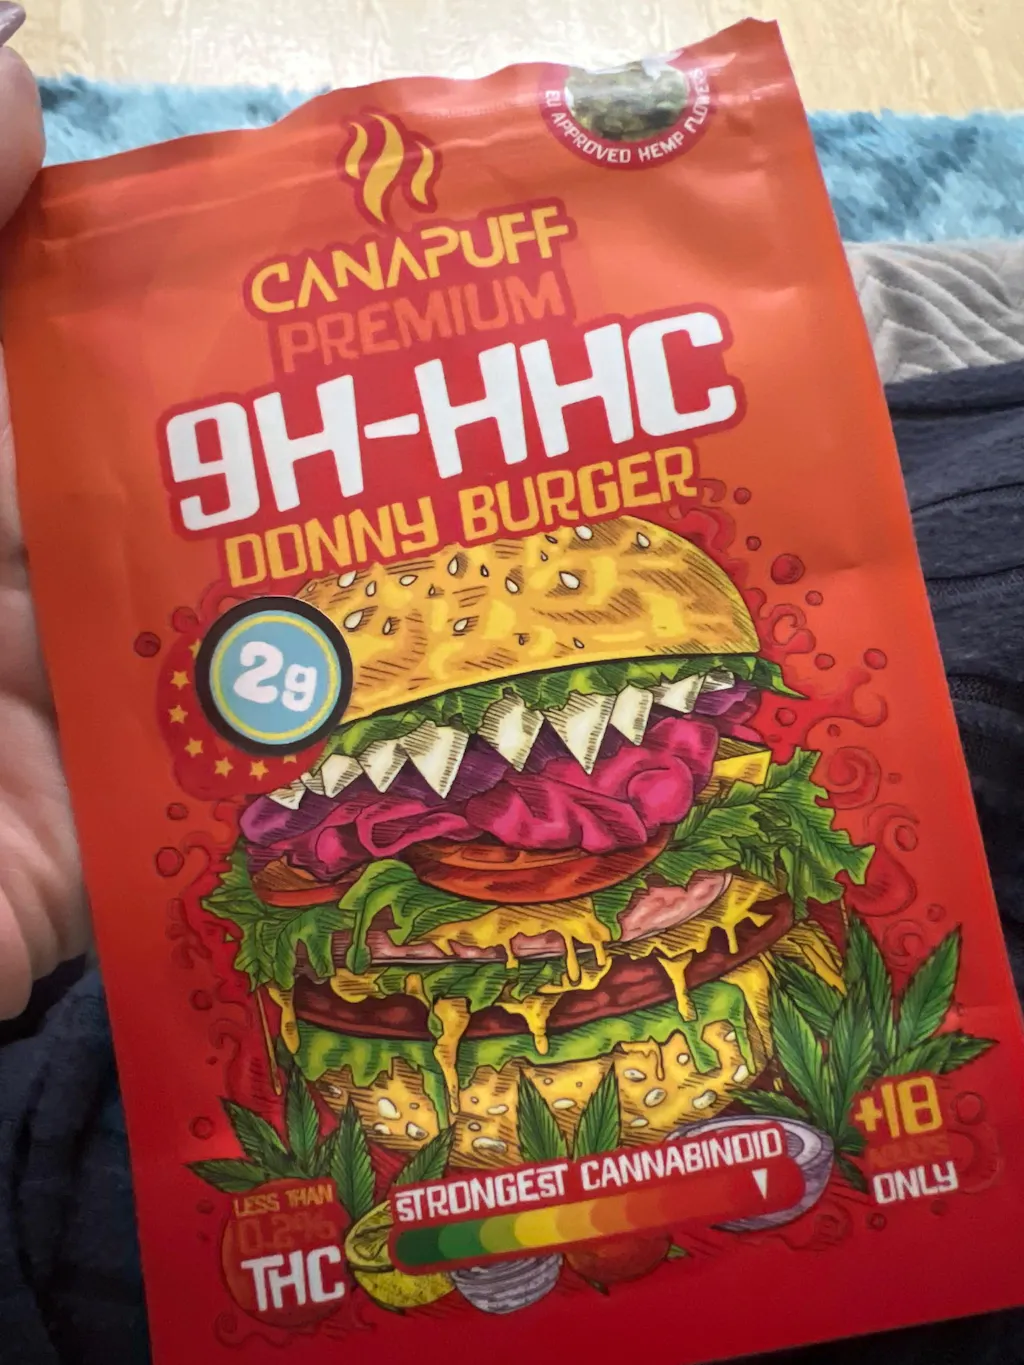 EU APPROVED HEMP FLOWERS
CANAPUFF
PREMIUM
9H-HHC
DONNY BURGER
2g
+18
ADULTS
ONLY
STRONGEST CANNABINOID
LESS THAN
0.2%
THC